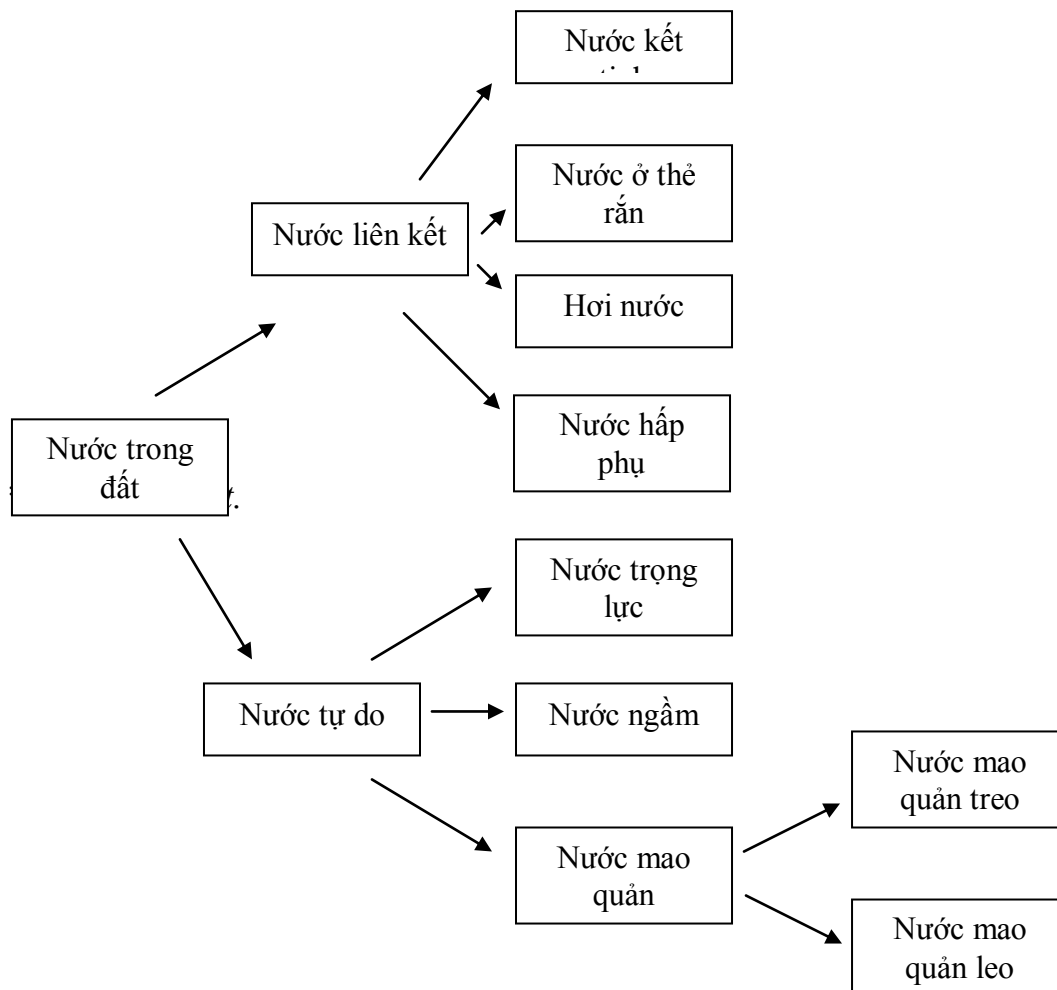 Nước kết
Nước ở thẻ
rắn
Nước liên kết
Hơi nước
Nước hấp
phụ
Nước trong
đất
t.
Nước trọng
lực
Nước tự do
Nước ngầm
Nước mao
quản treo
Nước mao
quản
Nước mao
quản leo